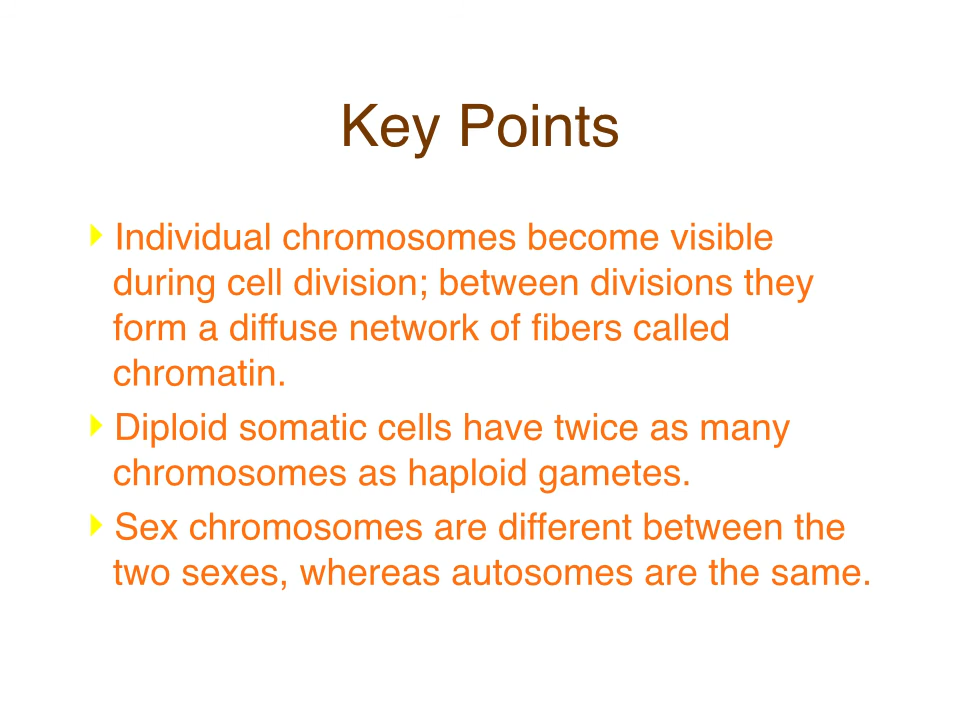 Key Points
Individual chromosomes become visible
during cell division; between divisions they
form a diffuse network of fibers called
chromatin.
Diploid somatic cells have twice as many
chromosomes as haploid gametes.
Sex chromosomes are different between the
two sexes, whereas autosomes are the same.